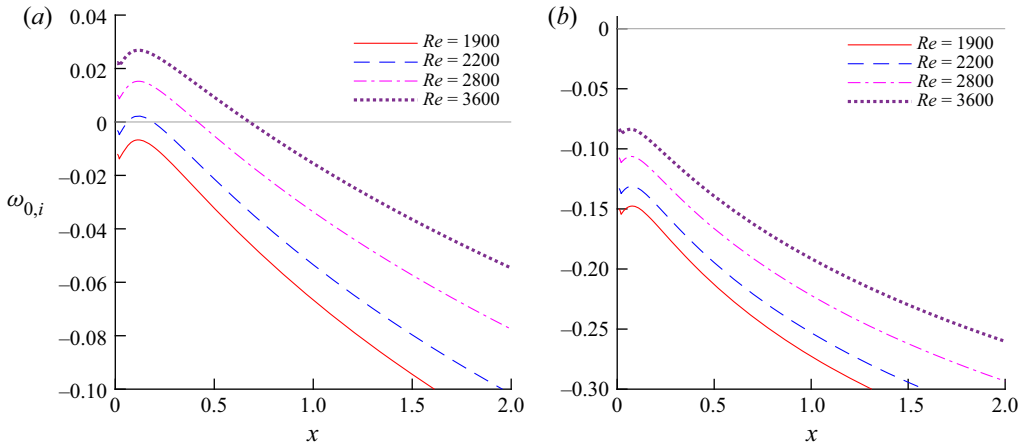 (a)
0.04
0.02
0
–0.02
–0.04
–0.06
–0.08
–0.10
ω0,i
0
0.5
1.0
1.5
2.0
x
Re = 1900
Re = 2200
Re = 2800
Re = 3600
(b)
0
–0.05
–0.10
–0.15
–0.20
–0.25
–0.30
0
0.5
1.0
1.5
2.0
x
Re = 1900
Re = 2200
Re = 2800
Re = 3600